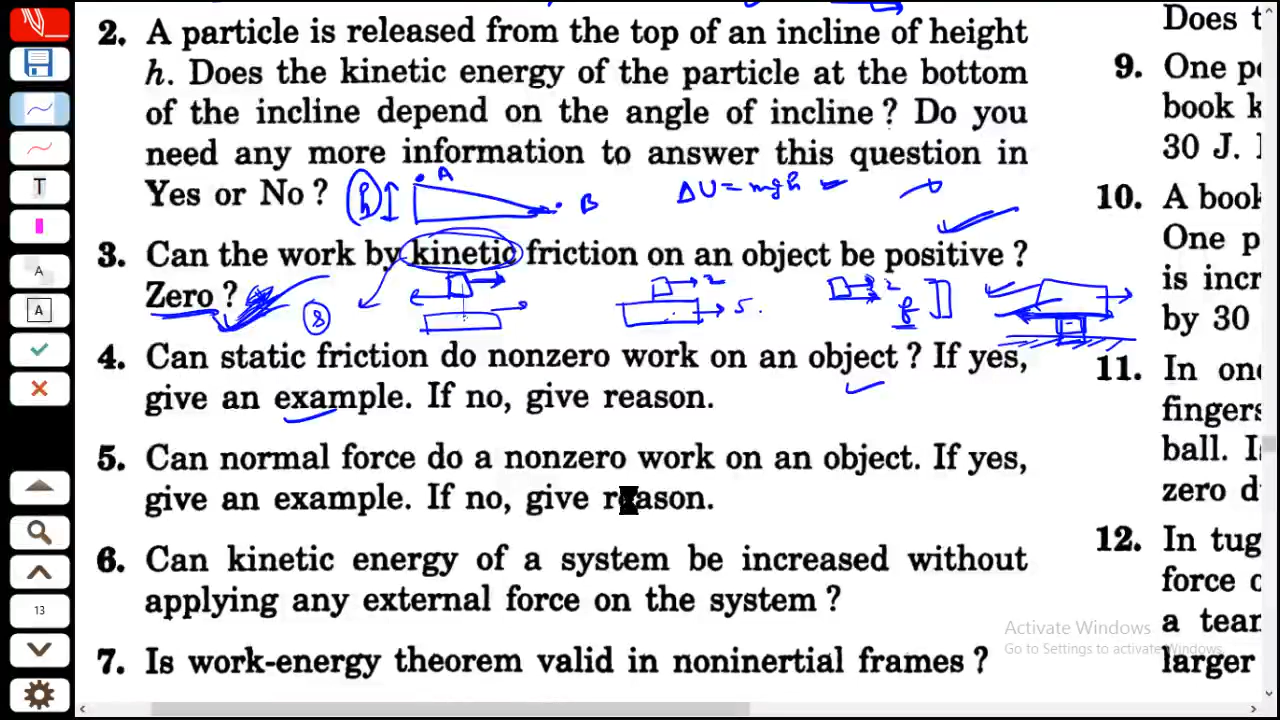 2. A particle is released from the top of an incline of height
h. Does the kinetic energy of the particle at the bottom
of the incline depend on the angle of incline ? Do you
need any more information to answer this question in
Yes or No ?
h
A
B
ΔU = mgh
3. Can the work by kinetic friction on an object be positive ?
Zero ?
2
5.
2
f
4. Can static friction do nonzero work on an object ? If yes,
give an example. If no, give reason.
5. Can normal force do a nonzero work on an object. If yes,
give an example. If no, give reason.
6. Can kinetic energy of a system be increased without
applying any external force on the system ?
7. Is work-energy theorem valid in noninertial frames ?
Does t
9. One p
book k
30 J. I
10. A book
One p
is incr
by 30
11. In one
fingers
ball. I
zero d
12. In tug
force o
a team
larger
T
A
A
13
Activate Windows
Go to Settings to activate Windows.